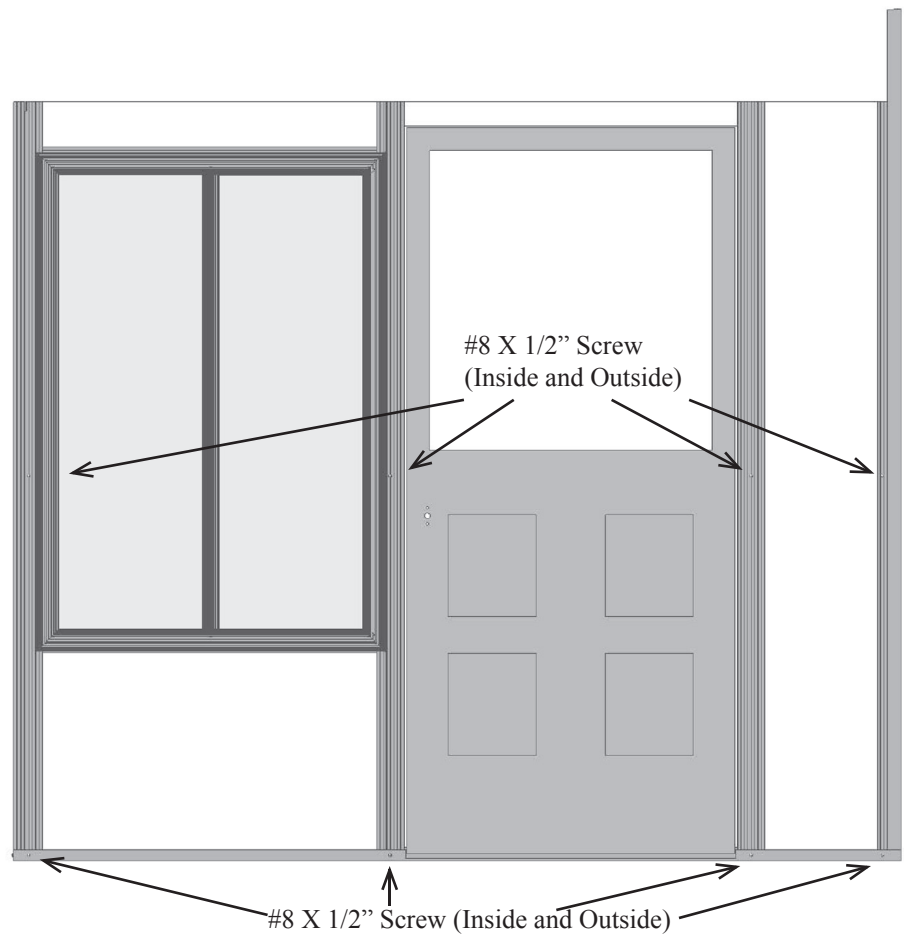 #8 X 1/2” Screw
(Inside and Outside)
#8 X 1/2” Screw (Inside and Outside)